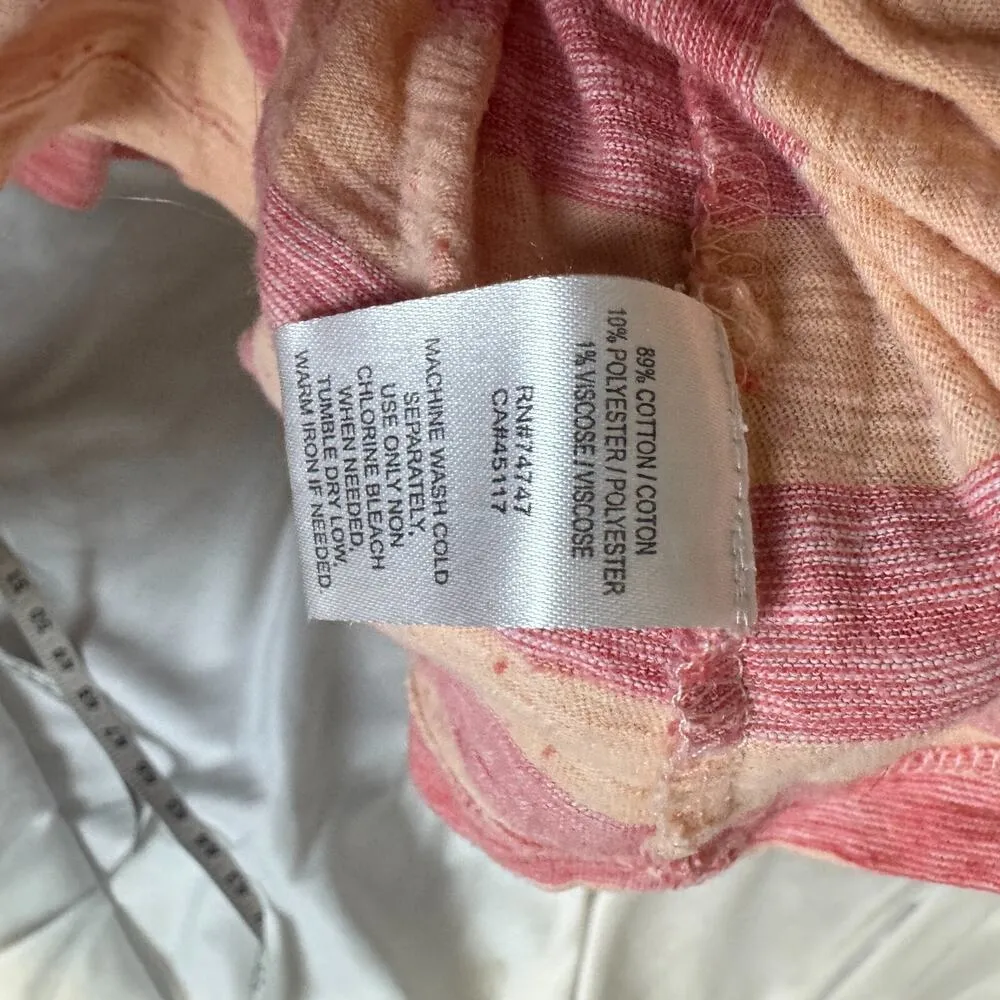 89% COTTON / COTON
10% POLYESTER / POLYESTER
1% VISCOSE / VISCOSE
RN#74747
CA#45117
MACHINE WASH COLD
SEPARATELY,
USE ONLY NON
CHLORINE BLEACH
WHEN NEEDED,
TUMBLE DRY LOW,
WARM IRON IF NEEDED.